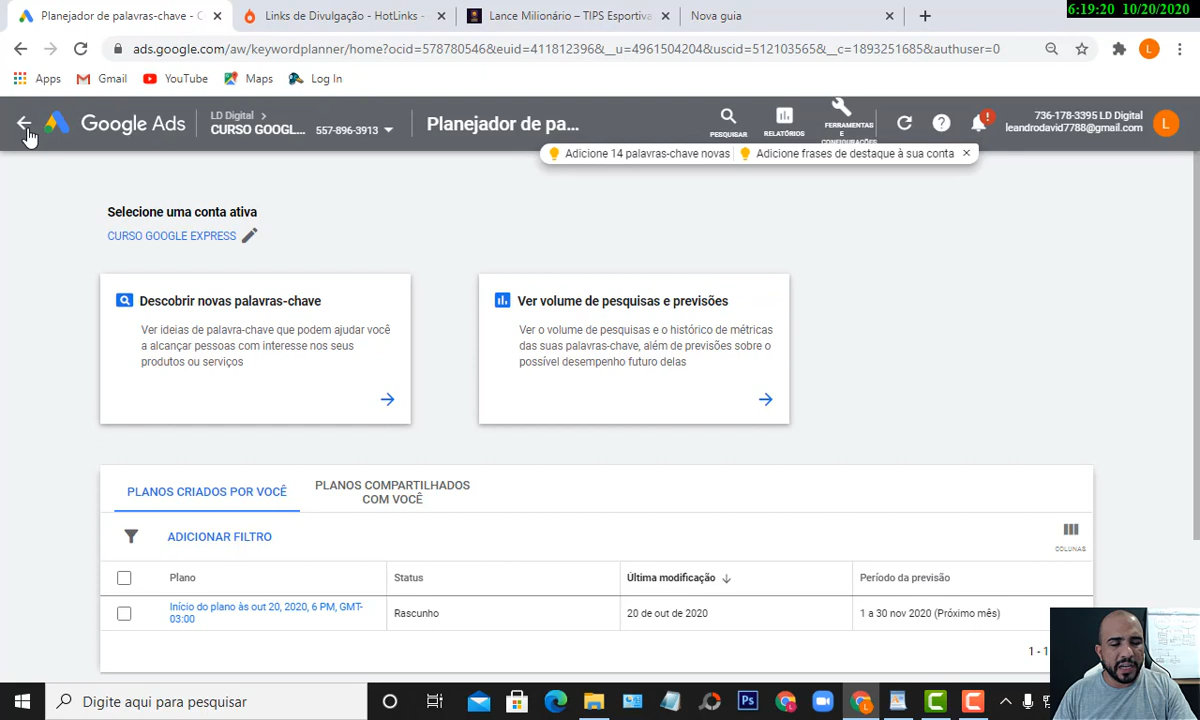 Planejador de palavras-chave - C
Links de Divulgação - HotLinks -
Lance Milionário – TIPS Esportiva
Nova guia
6:19:20 10/20/2020
ads.google.com/aw/keywordplanner/home?ocid=578780546&euid=411812396&__u=4961504204&uscid=512103565&__c=1893251685&authuser=0
L
Apps
Gmail
YouTube
Maps
Log In
Google Ads
LD Digital
CURSO GOOGL...
557-896-3913
Planejador de pa...
PESQUISAR
RELATÓRIOS
FERRAMENTAS
E
CONFIGURAÇÕES
736-178-3395 LD Digital
leandrodavid7788@gmail.com
L
Adicione 14 palavras-chave novas
Adicione frases de destaque à sua conta
Selecione uma conta ativa
CURSO GOOGLE EXPRESS
Descobrir novas palavras-chave
Ver ideias de palavra-chave que podem ajudar você
a alcançar pessoas com interesse nos seus
produtos ou serviços
Ver volume de pesquisas e previsões
Ver o volume de pesquisas e o histórico de métricas
das suas palavras-chave, além de previsões sobre o
possível desempenho futuro delas
PLANOS CRIADOS POR VOCÊ
PLANOS COMPARTILHADOS
COM VOCÊ
ADICIONAR FILTRO
COLUNAS
Plano
Status
Última modificação
Período da previsão
Início do plano às out 20, 2020, 6 PM, GMT-
03:00
Rascunho
20 de out de 2020
1 a 30 nov 2020 (Próximo mês)
1 - 1
Digite aqui para pesquisar
Ps